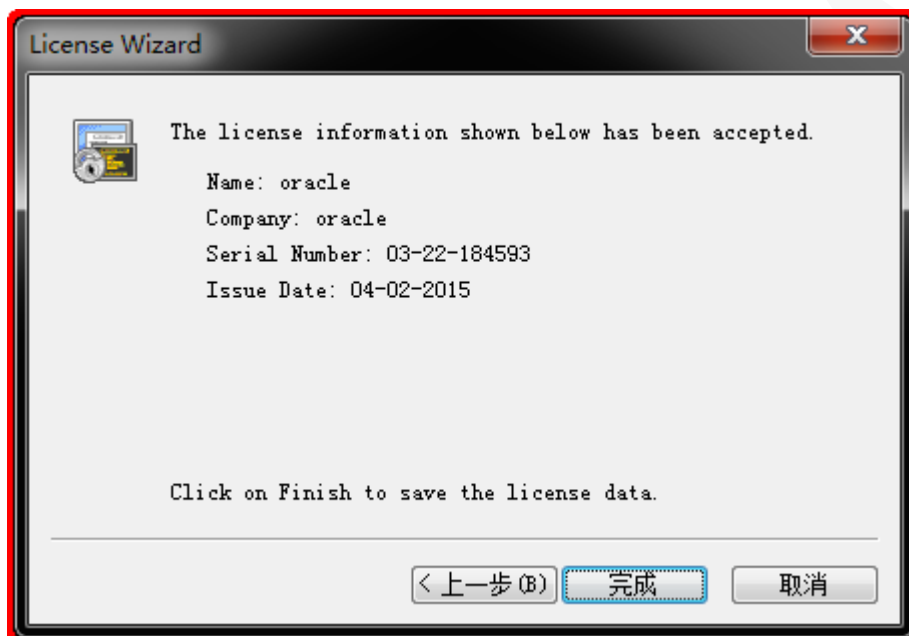 License Wizard
The license information shown below has been accepted.
Name: oracle
Company: oracle
Serial Number: 03-22-184593
Issue Date: 04-02-2015
Click on Finish to save the license data.
< 上一步(B)
完成
取消